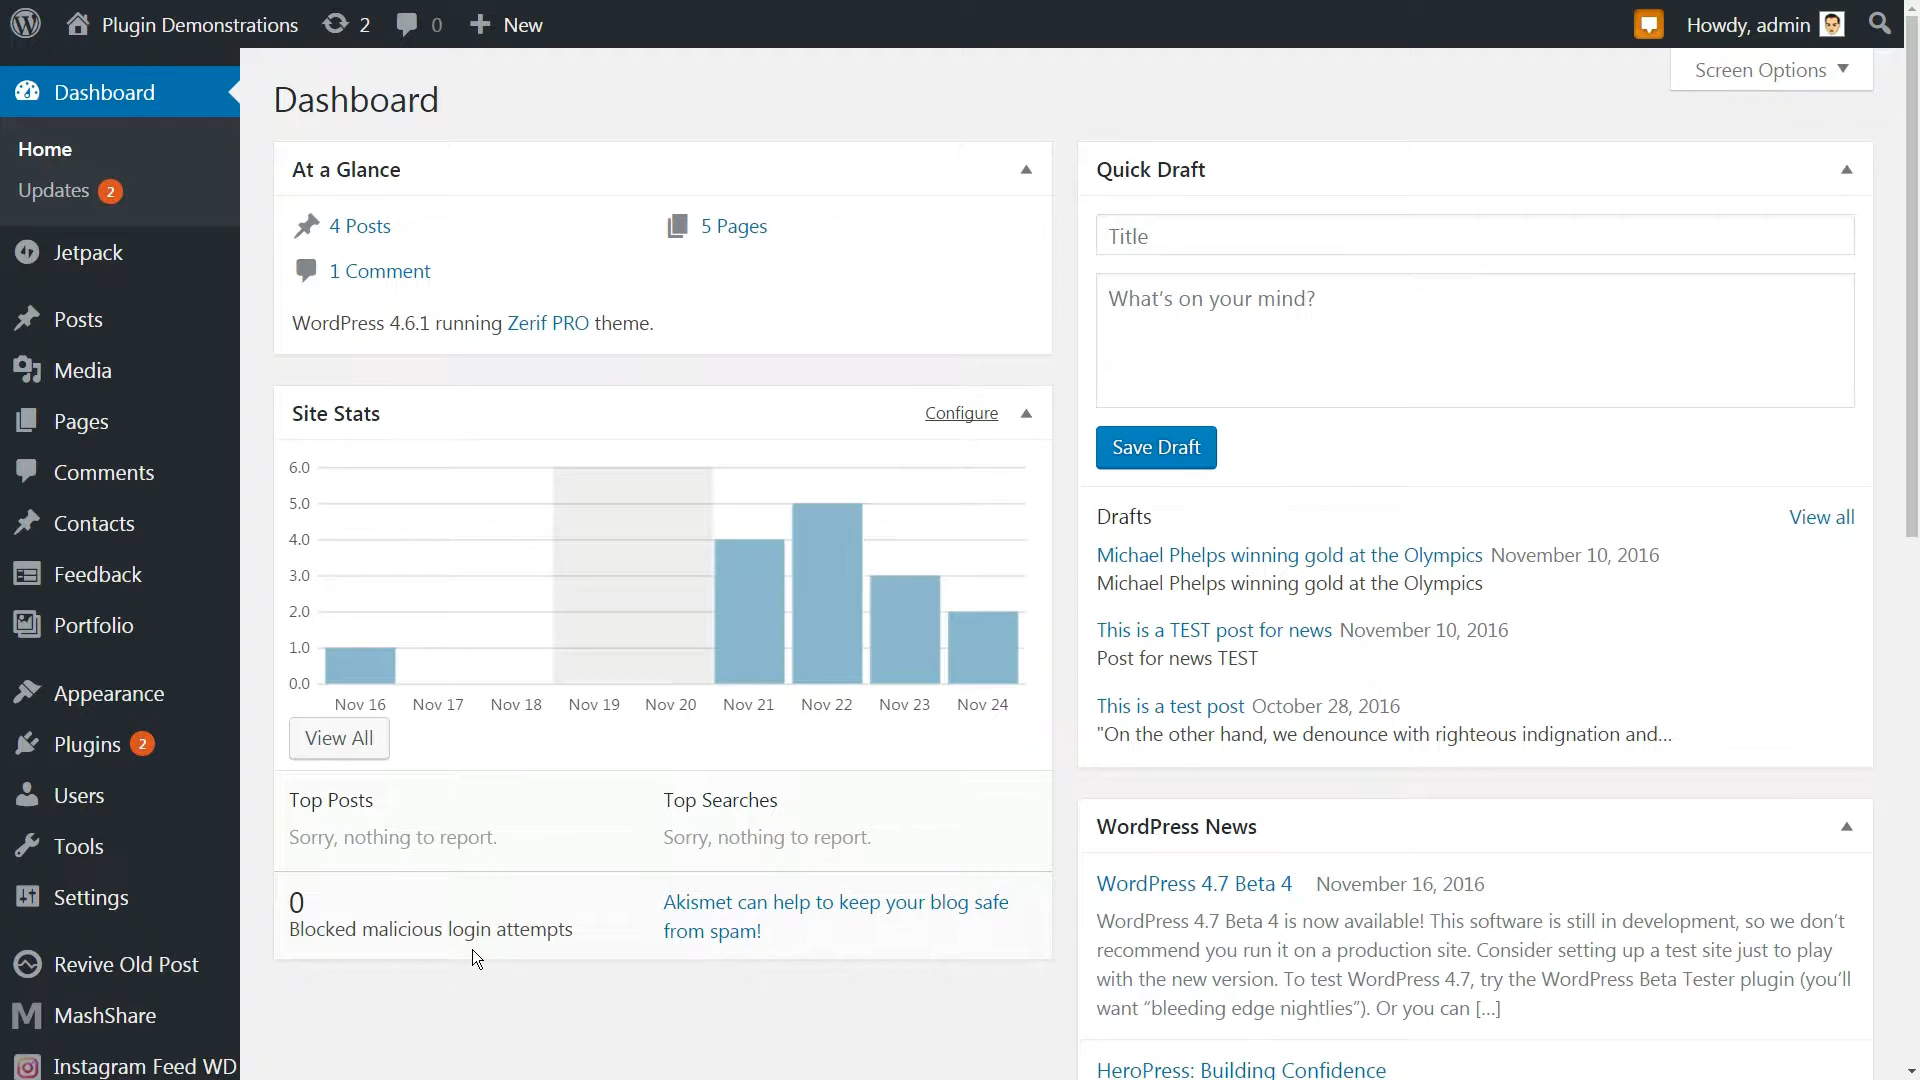 Plugin Demonstrations 2 0 New Howdy, admin
Screen Options
Dashboard
Home
Updates 2
Jetpack
Posts
Media
Pages
Comments
Contacts
Feedback
Portfolio
Appearance
Plugins 2
Users
Tools
Settings
Revive Old Post
MashShare
Instagram Feed WD
Dashboard
At a Glance
4 Posts
5 Pages
1 Comment
WordPress 4.6.1 running Zerif PRO theme.
Site Stats
Configure
6.0
5.0
4.0
3.0
2.0
1.0
0.0
Nov 16 Nov 17 Nov 18 Nov 19 Nov 20 Nov 21 Nov 22 Nov 23 Nov 24
View All
Top Posts
Sorry, nothing to report.
Top Searches
Sorry, nothing to report.
0
Blocked malicious login attempts
Akismet can help to keep your blog safe
from spam!
Quick Draft
Title
What's on your mind?
Save Draft
Drafts
View all
Michael Phelps winning gold at the Olympics November 10, 2016
Michael Phelps winning gold at the Olympics
This is a TEST post for news November 10, 2016
Post for news TEST
This is a test post October 28, 2016
"On the other hand, we denounce with righteous indignation and…
WordPress News
WordPress 4.7 Beta 4 November 16, 2016
WordPress 4.7 Beta 4 is now available! This software is still in development, so we don't
recommend you run it on a production site. Consider setting up a test site just to play
with the new version. To test WordPress 4.7, try the WordPress Beta Tester plugin (you'll
want “bleeding edge nightlies”). Or you can […]
HeroPress: Building Confidence